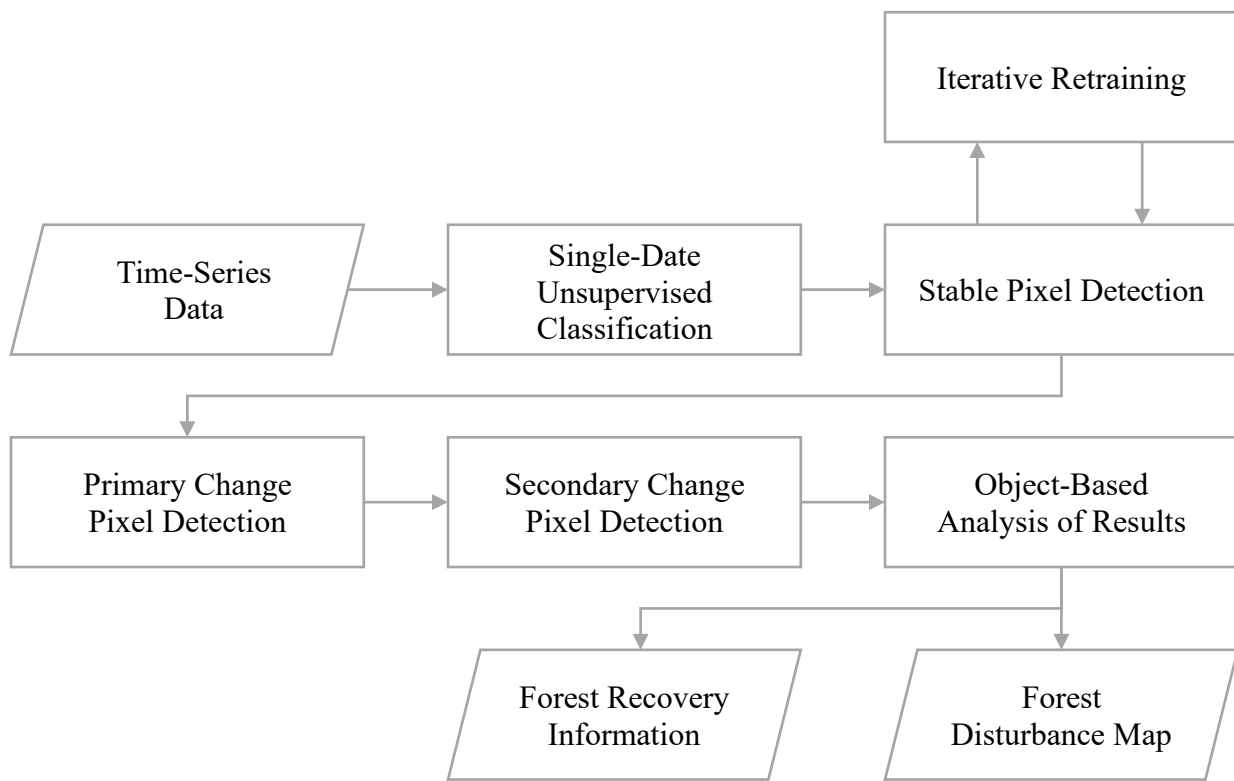 Iterative Retraining
Time-Series
Data
Single-Date
Unsupervised
Classification
Stable Pixel Detection
Primary Change
Pixel Detection
Secondary Change
Pixel Detection
Object-Based
Analysis of Results
Forest Recovery
Information
Forest
Disturbance Map